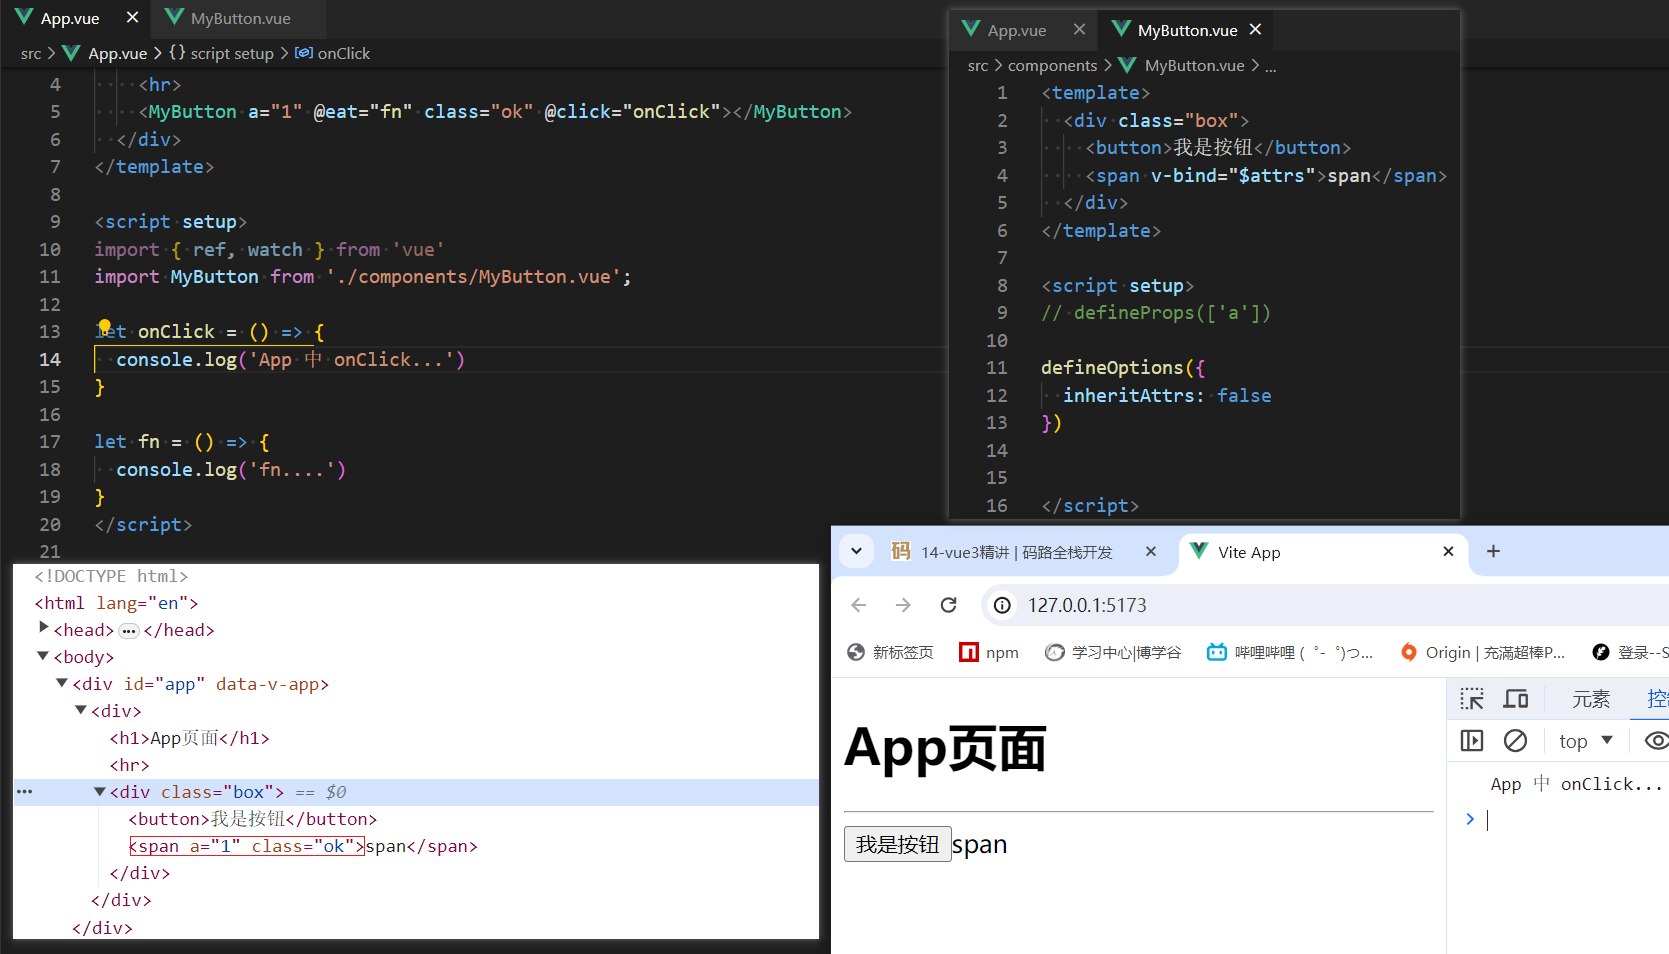 App.vue
MyButton.vue
src > App.vue > {} script setup > onClick
4 <hr>
5 <MyButton a="1" @eat="fn" class="ok" @click="onClick"></MyButton>
6 </div>
7 </template>
8
9 <script setup>
10 import { ref, watch } from 'vue'
11 import MyButton from './components/MyButton.vue';
12
13 let onClick = () => {
14 console.log('App 中 onClick...')
15 }
16
17 let fn = () => {
18 console.log('fn....')
19 }
20 </script>
21
App.vue
MyButton.vue
src > components > MyButton.vue > ...
1 <template>
2 <div class="box">
3 <button>我是按钮</button>
4 <span v-bind="$attrs">span</span>
5 </div>
6 </template>
7
8 <script setup>
9 // defineProps(['a'])
10
11 defineOptions({
12 inheritAttrs: false
13 })
14
15
16 </script>
<!DOCTYPE html>
<html lang="en">
<head>…</head>
<body>
<div id="app" data-v-app>
<div>
<h1>App页面</h1>
<hr>
<div class="box"> == $0
<button>我是按钮</button>
<span a="1" class="ok">span</span>
</div>
</div>
</div>
码 14-vue3精讲 | 码路全栈开发
Vite App
127.0.0.1:5173
新标签页 npm 学习中心|博学谷 哔哩哔哩 ( ゜- ゜)つ... Origin | 充满超棒P... 登录--S
App页面
我是按钮span
元素 控
top
App 中 onClick...